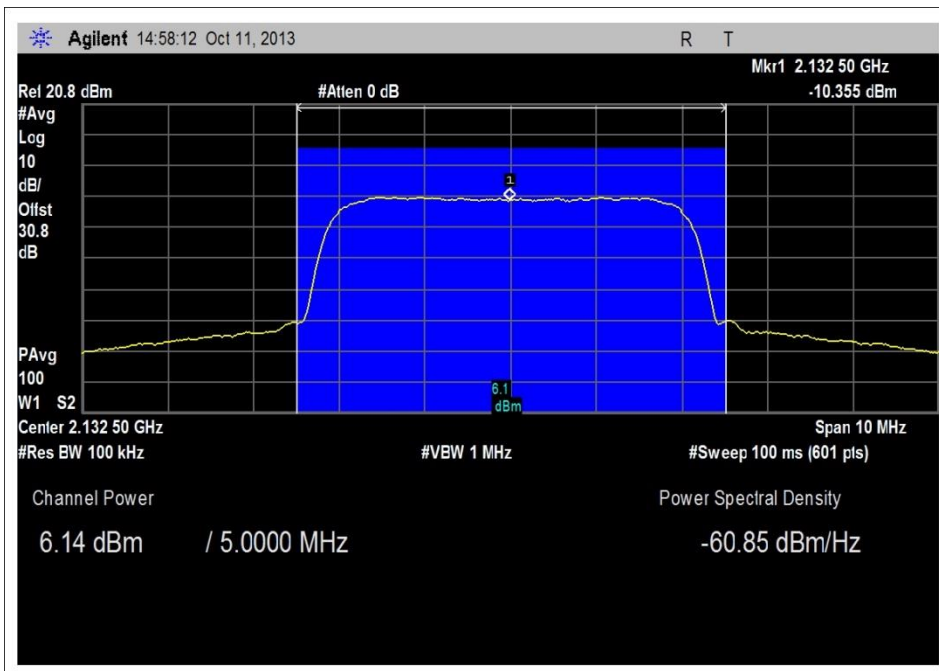 Agilent 14:58:12 Oct 11, 2013 R T
Mkr1 2.132 50 GHz
Ref 20.8 dBm #Atten 0 dB -10.355 dBm
#Avg
Log
10
dB/
Offst
30.8
dB
1
PAvg
100
W1 S2
6.1
dBm
Center 2.132 50 GHz Span 10 MHz
#Res BW 100 kHz #VBW 1 MHz #Sweep 100 ms (601 pts)
Channel Power Power Spectral Density
6.14 dBm / 5.0000 MHz -60.85 dBm/Hz